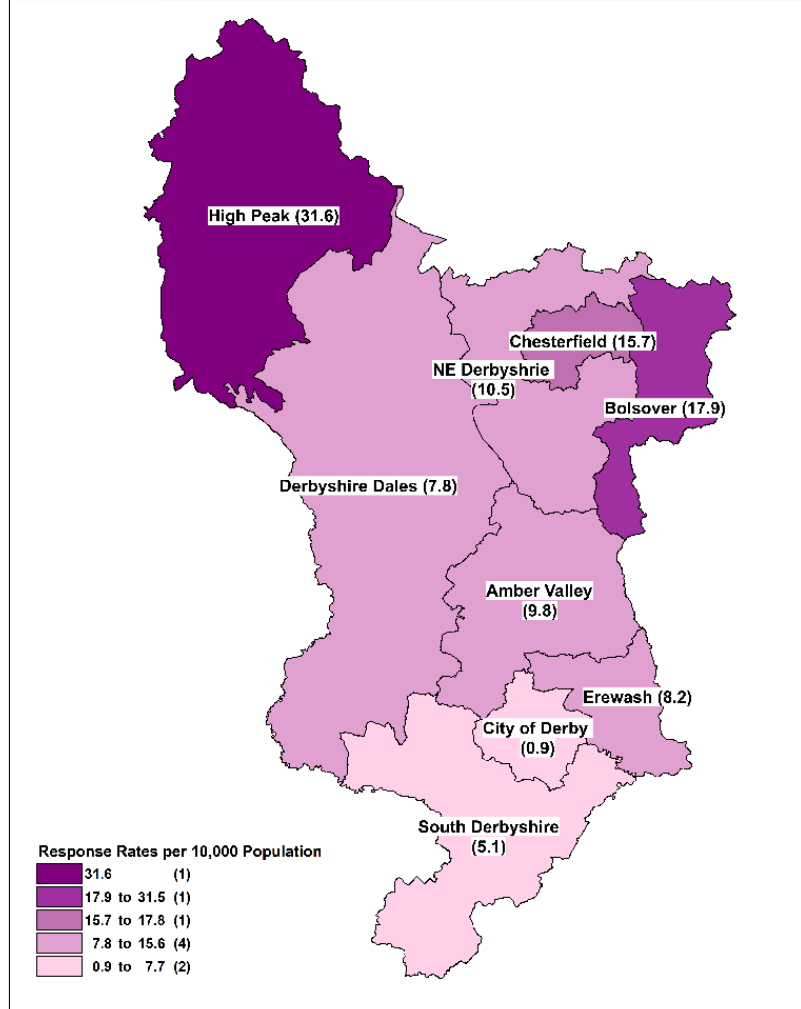 High Peak (31.6)
Chesterfield (15.7)
NE Derbyshrie
(10.5)
Bolsover (17.9)
Derbyshire Dales (7.8)
Amber Valley
(9.8)
Erewash (8.2)
City of Derby
(0.9)
South Derbyshire
(5.1)
Response Rates per 10,000 Population
31.6 (1)
17.9 to 31.5 (1)
15.7 to 17.8 (1)
7.8 to 15.6 (4)
0.9 to 7.7 (2)